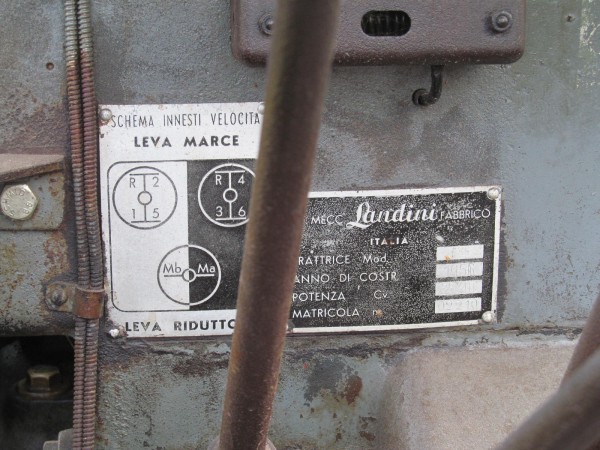 SCHEMA INNESTI VELOCITA
LEVA MARCE
R 2
1 5
R 4
3 6
Mb Ma
LEVA RIDUTTO
MECC. Landini FABBRICO
ITALIA
RATTRICE Mod.
ANNO DI COSTR.
POTENZA Cv.
MATRICOLA n.